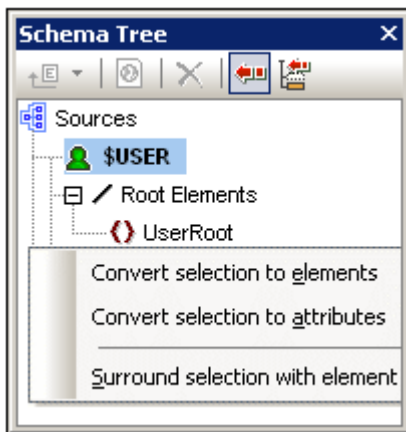 Schema Tree
E
Sources
$USER
Root Elements
UserRoot
Convert selection to elements
Convert selection to attributes
Surround selection with element